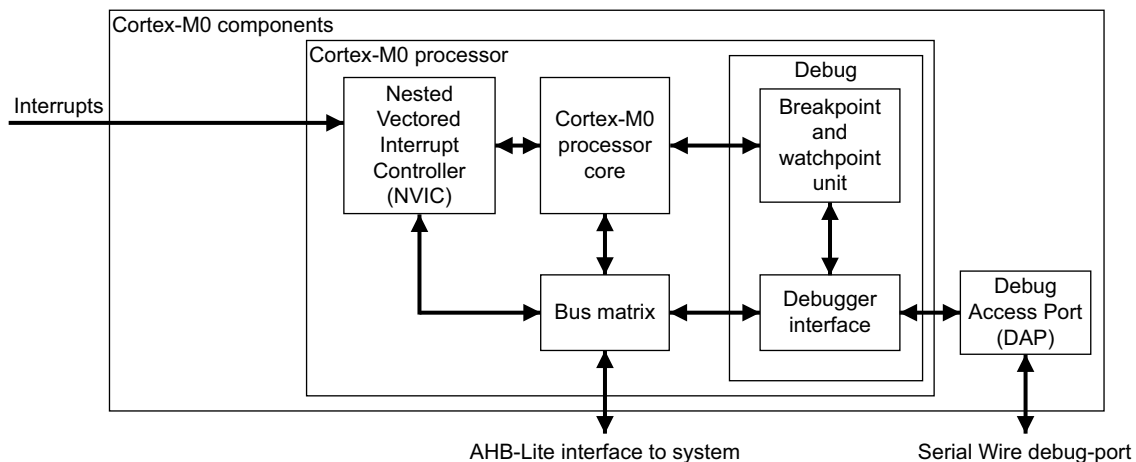 Cortex-M0 components
Cortex-M0 processor
Debug
Interrupts
Nested
Vectored
Interrupt
Controller
(NVIC)
Cortex-M0
processor
core
Breakpoint
and
watchpoint
unit
Bus matrix
Debugger
interface
Debug
Access Port
(DAP)
AHB-Lite interface to system
Serial Wire debug-port